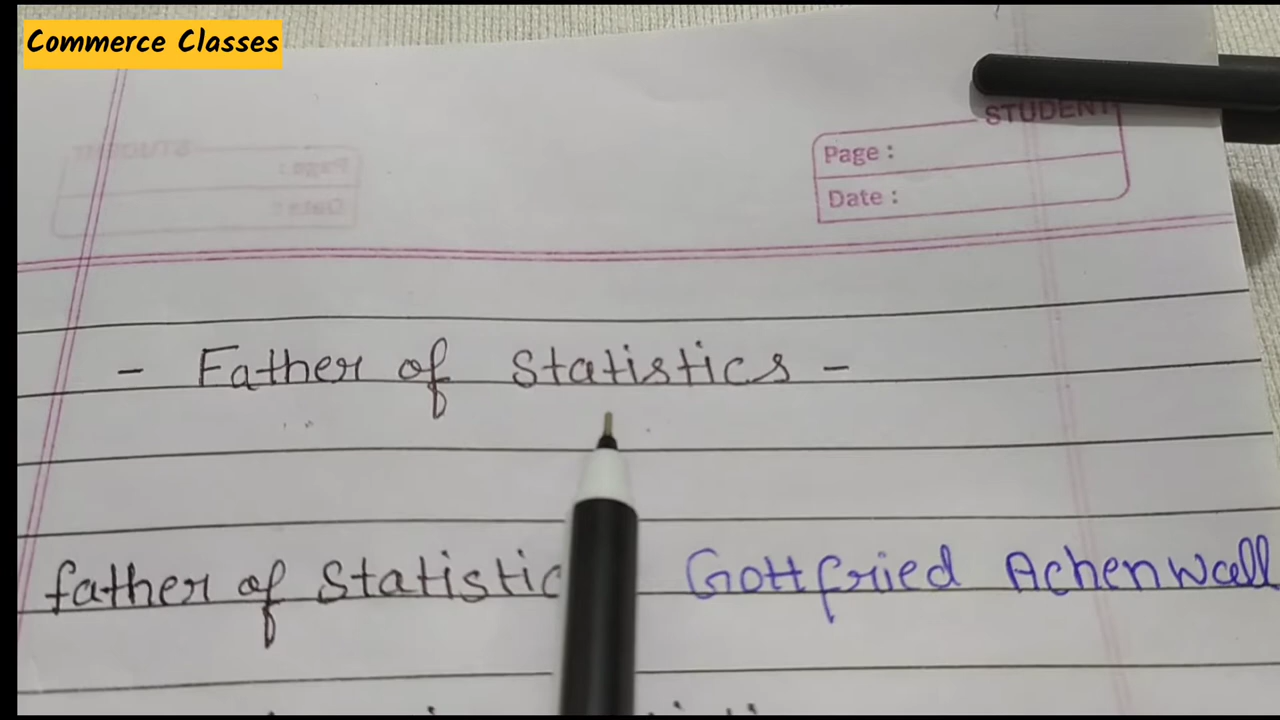 Commerce Classes
STUDENT
Page :
Date :
- Father of Statistics -
father of Statistic Gottfried Achenwall